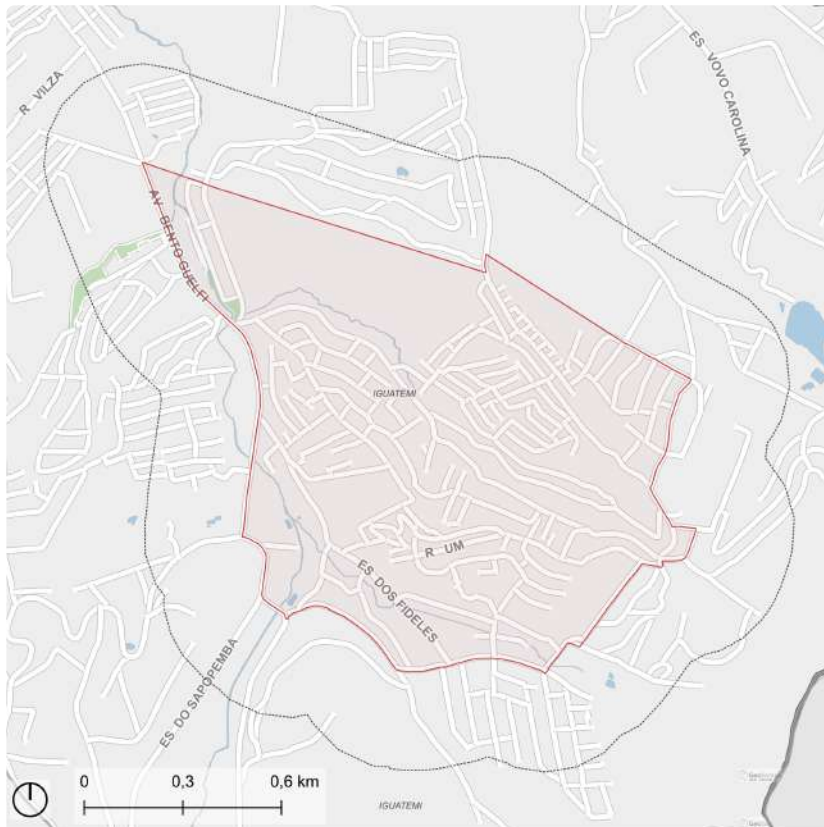 R VILZA
ES VOVO CAROLINA
AV BENTO GUELFI
IGUATEMI
R UM
ES DOS FIDELES
ES DO SAPOPEMBA
0 0,3 0,6 km
IGUATEMI